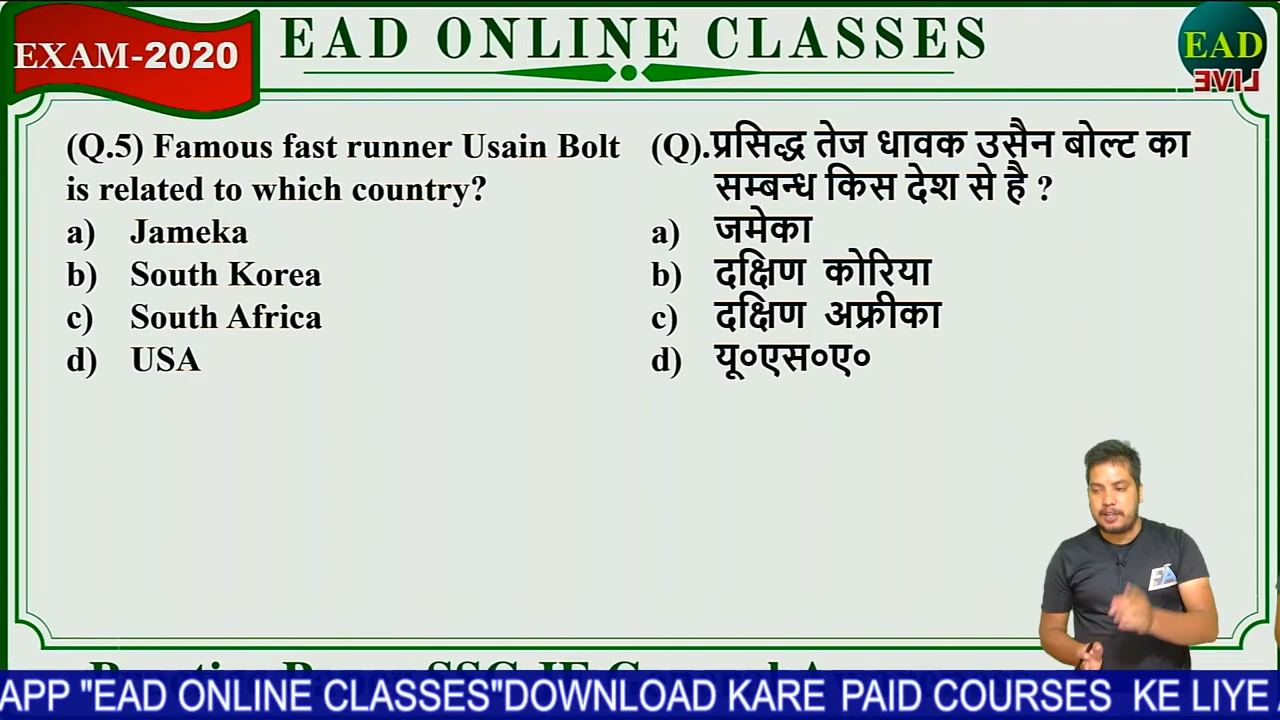 EXAM-2020
EAD ONLINE CLASSES
EAD
LIVE
(Q.5) Famous fast runner Usain Bolt
is related to which country?
a) Jameka
b) South Korea
c) South Africa
d) USA
(Q).प्रसिद्ध तेज धावक उसैन बोल्ट का
सम्बन्ध किस देश से है ?
a) जमेका
b) दक्षिण कोरिया
c) दक्षिण अफ्रीका
d) यू०एस०ए०
EA
APP "EAD ONLINE CLASSES"DOWNLOAD KARE PAID COURSES KE LIYE